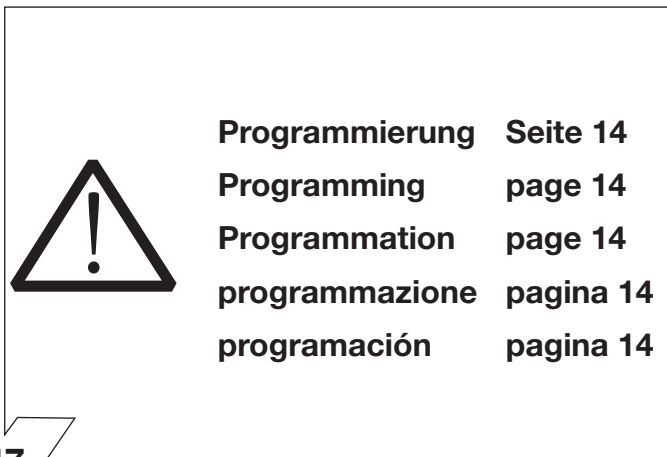 Programmierung Seite 14
Programming page 14
Programmation page 14
programmazione pagina 14
programación pagina 14